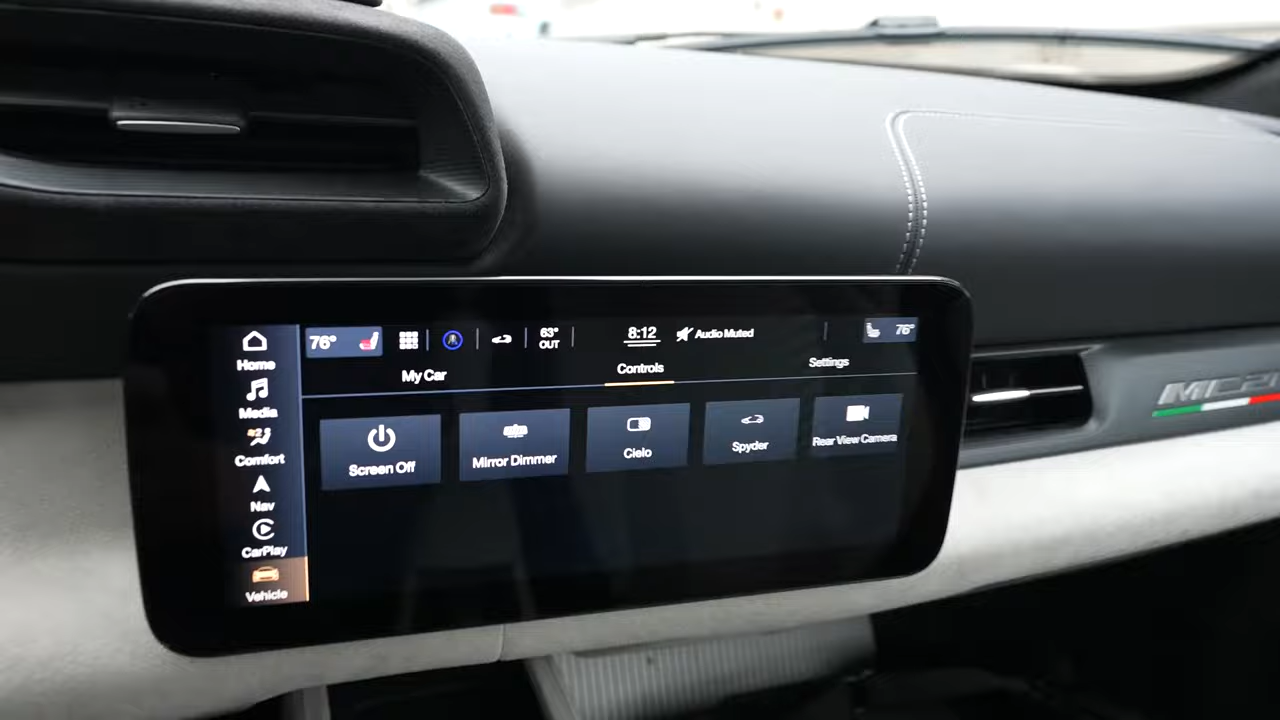 76°
63°
OUT
8:12
Audio Muted
76°
Home
Media
Comfort
Nav
CarPlay
Vehicle
My Car
Controls
Settings
Screen Off
Mirror Dimmer
Cielo
Spyder
Rear View Camera
MC20